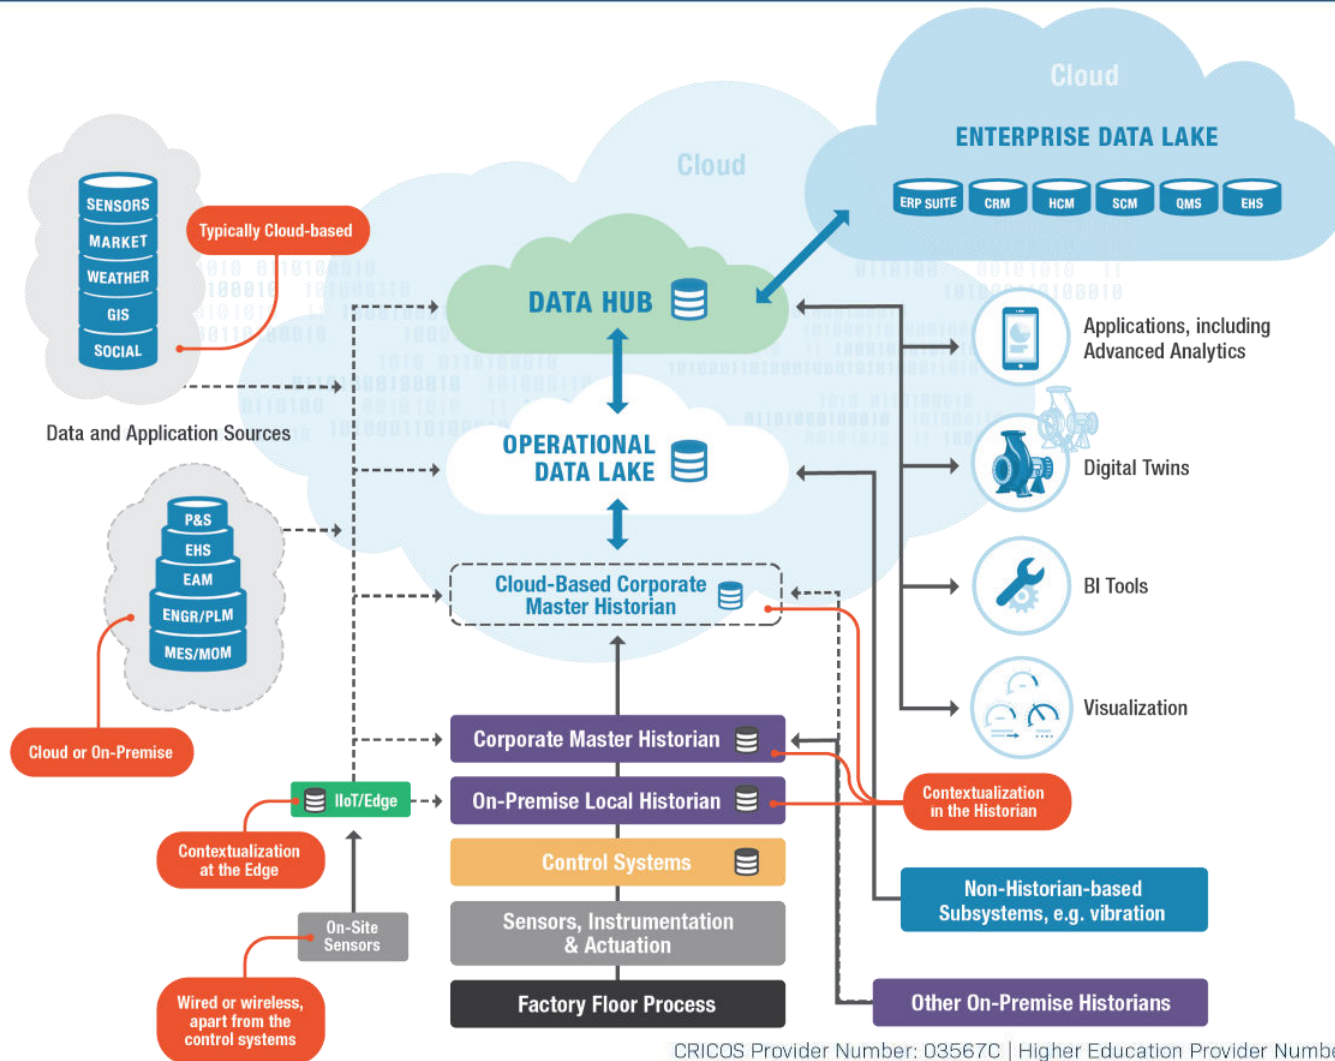 Cloud
ENTERPRISE DATA LAKE
ERP SUITE
CRM
HCM
SCM
QMS
EHS
Cloud
SENSORS
MARKET
WEATHER
GIS
SOCIAL
Typically Cloud-based
DATA HUB
Applications, including
Advanced Analytics
Data and Application Sources
OPERATIONAL
DATA LAKE
Digital Twins
P&S
EHS
EAM
ENGR/PLM
MES/MOM
Cloud-Based Corporate
Master Historian
BI Tools
Visualization
Cloud or On-Premise
Corporate Master Historian
IIoT/Edge
On-Premise Local Historian
Contextualization
in the Historian
Contextualization
at the Edge
Control Systems
Non-Historian-based
Subsystems, e.g. vibration
On-Site
Sensors
Sensors, Instrumentation
& Actuation
Wired or wireless,
apart from the
control systems
Factory Floor Process
Other On-Premise Historians
CRICOS Provider Number: 03567C | Higher Education Provider Numbe